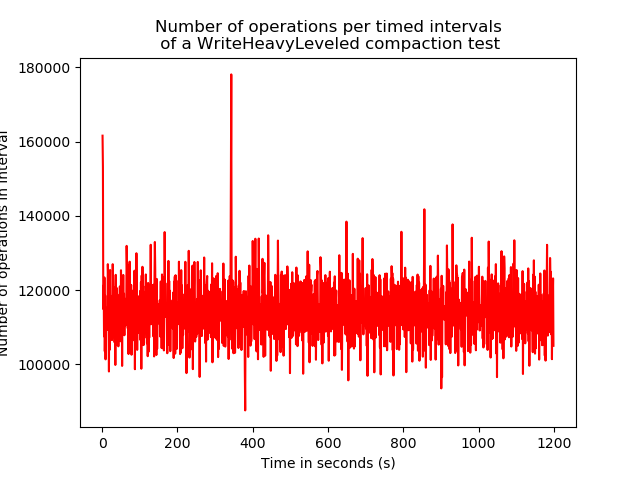 Number of operations per timed intervals
of a WriteHeavyLeveled compaction test
180000
160000
140000
120000
100000
Number of operations in interval
0 200 400 600 800 1000 1200
Time in seconds (s)